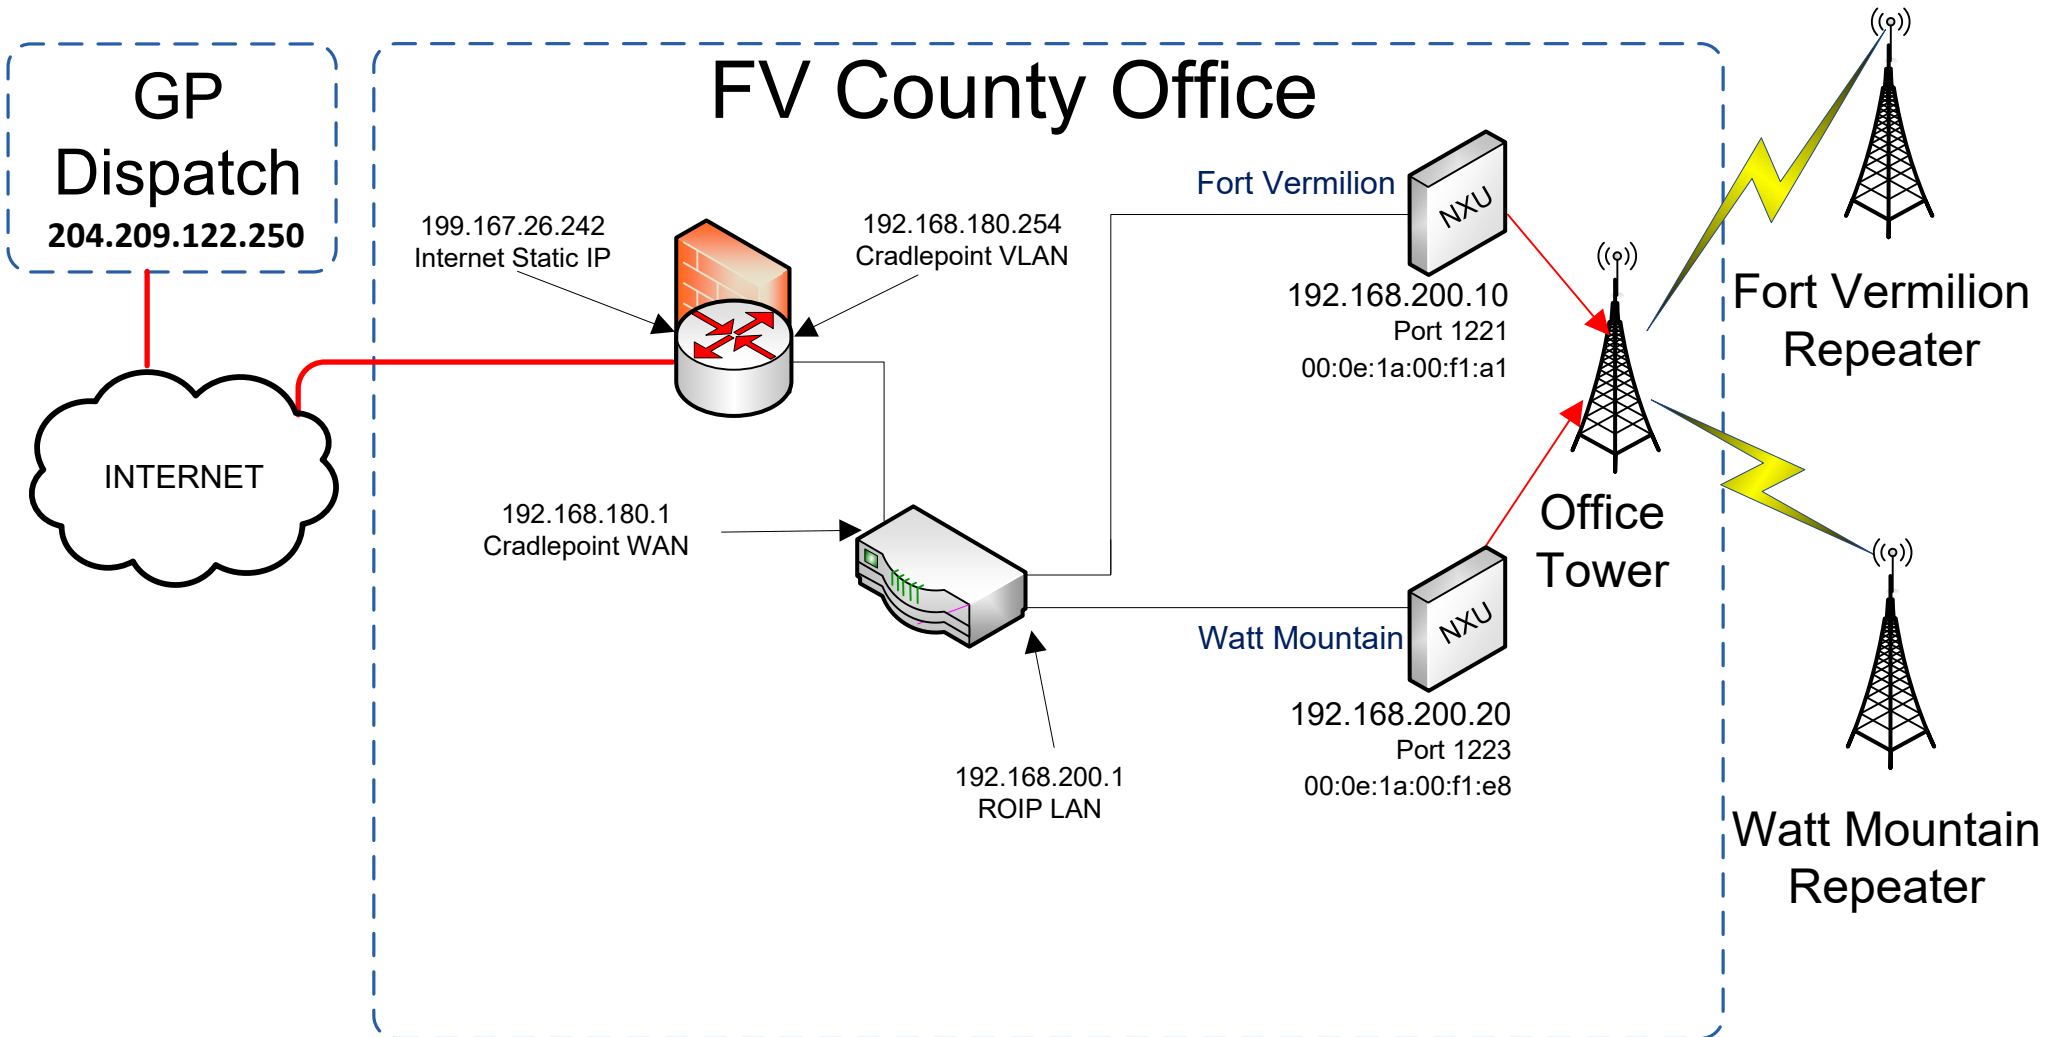 GP
Dispatch
204.209.122.250
FV County Office
199.167.26.242
Internet Static IP
192.168.180.254
Cradlepoint VLAN
Fort Vermilion
NXU
192.168.200.10
Port 1221
00:0e:1a:00:f1:a1
Fort Vermilion
Repeater
INTERNET
192.168.180.1
Cradlepoint WAN
Office
Tower
Watt Mountain
NXU
192.168.200.20
Port 1223
00:0e:1a:00:f1:e8
192.168.200.1
ROIP LAN
Watt Mountain
Repeater